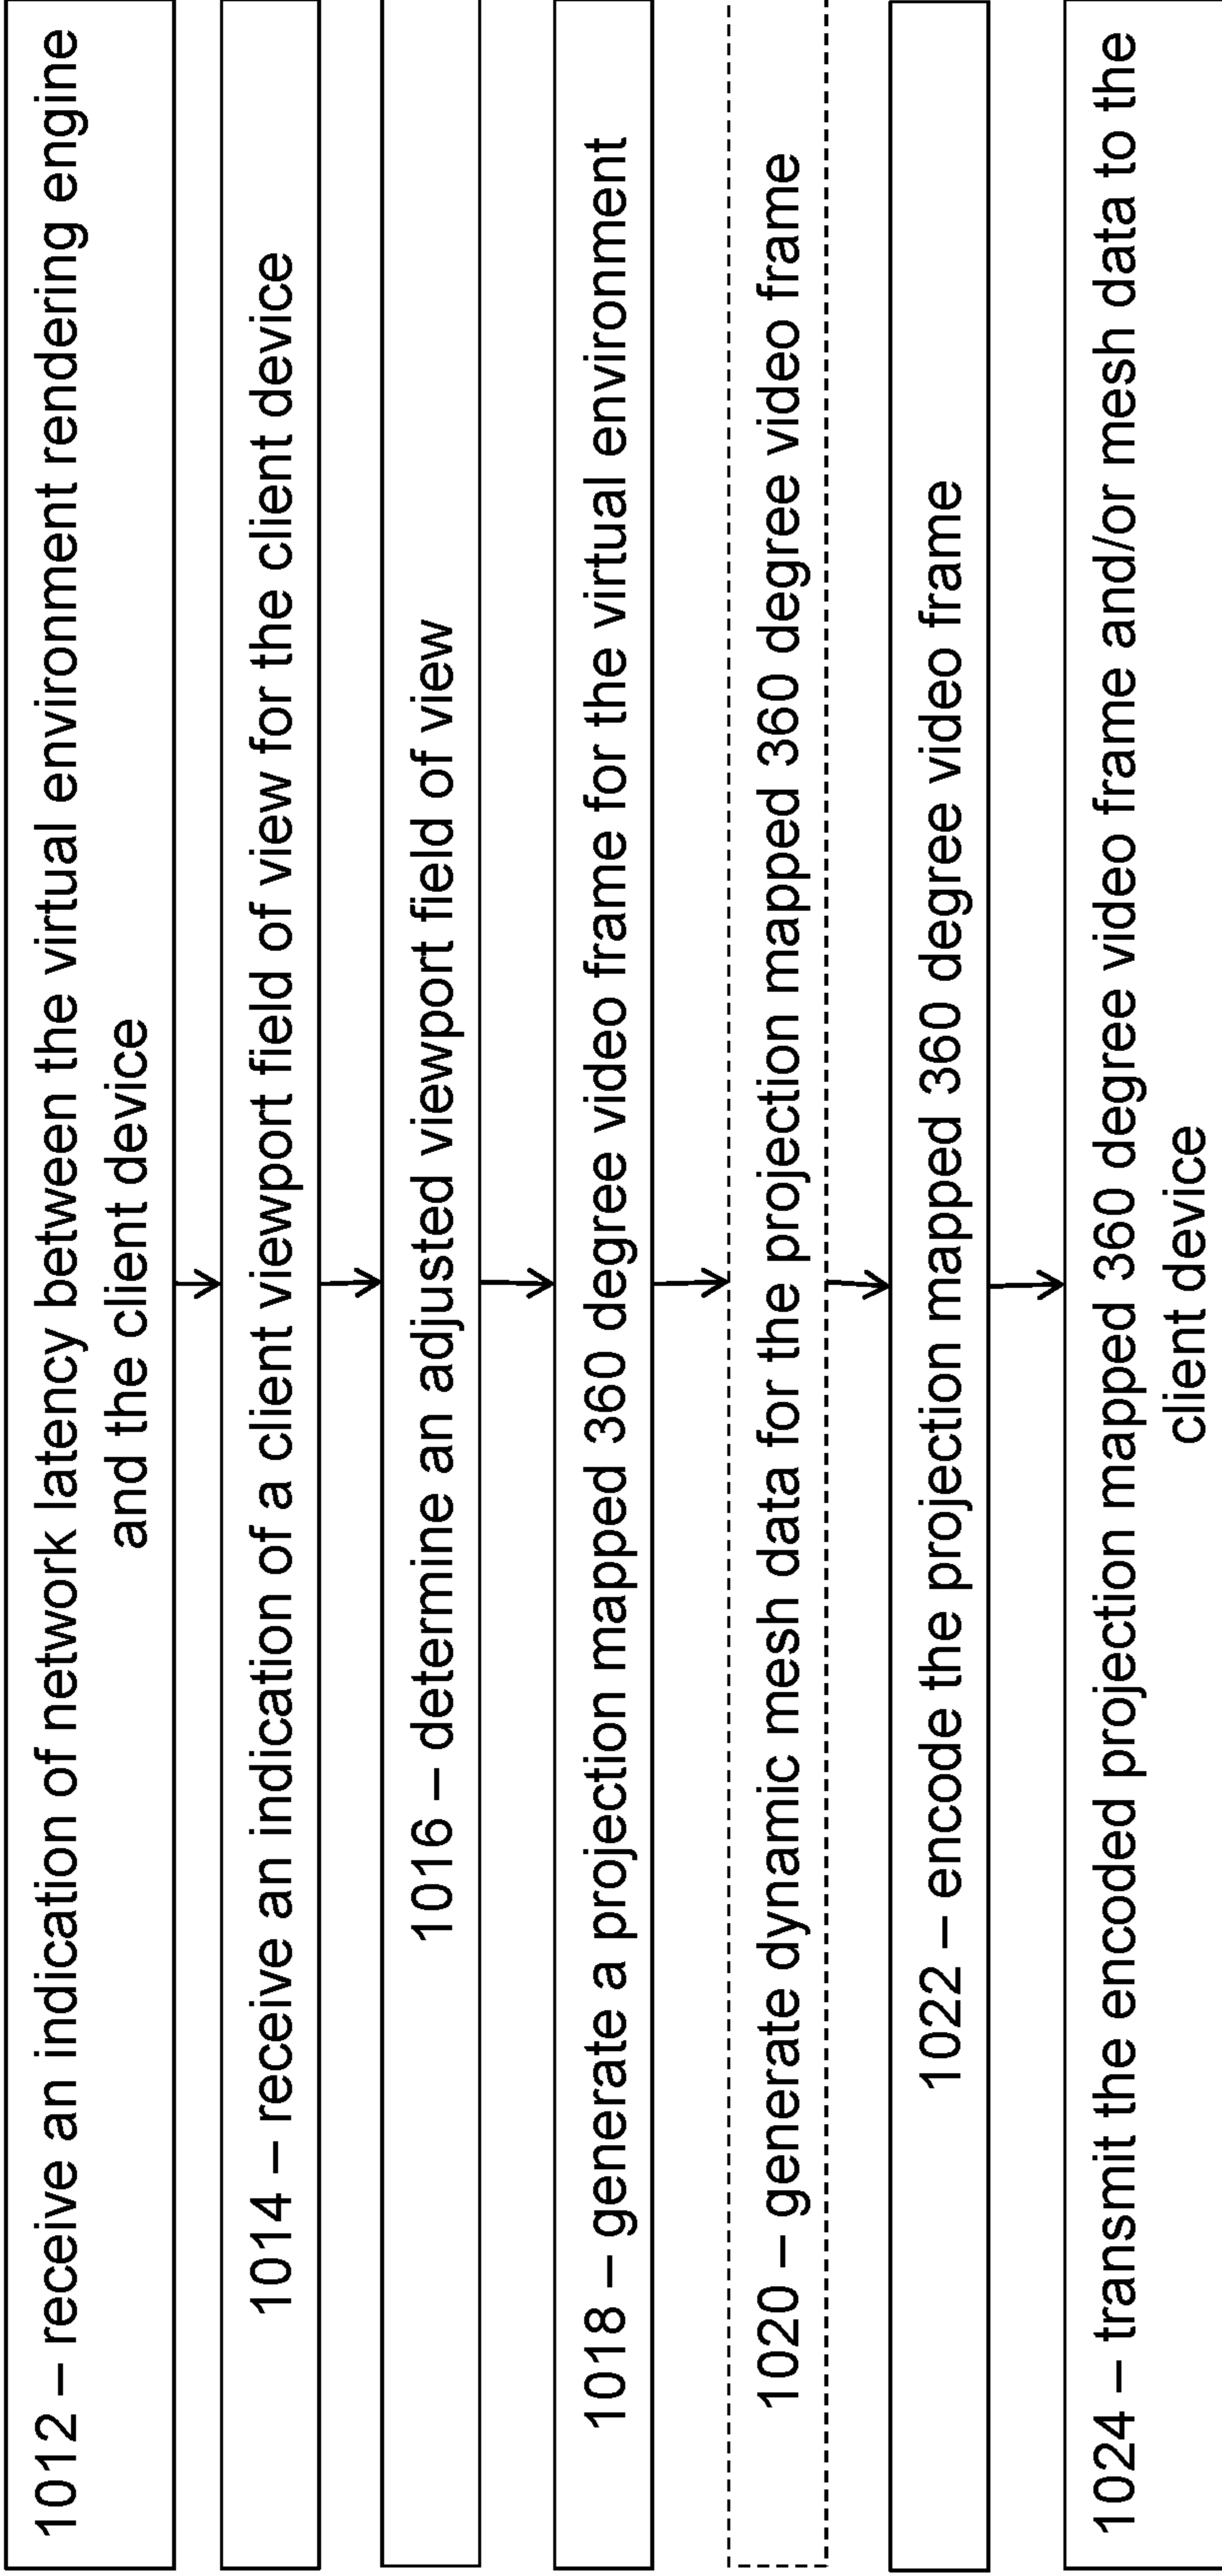 1012 – receive an indication of network latency between the virtual environment rendering engine
and the client device
1014 – receive an indication of a client viewport field of view for the client device
1016 – determine an adjusted viewport field of view
1018 – generate a projection mapped 360 degree video frame for the virtual environment
1020 – generate dynamic mesh data for the projection mapped 360 degree video frame
1022 – encode the projection mapped 360 degree video frame
1024 – transmit the encoded projection mapped 360 degree video frame and/or mesh data to the
client device